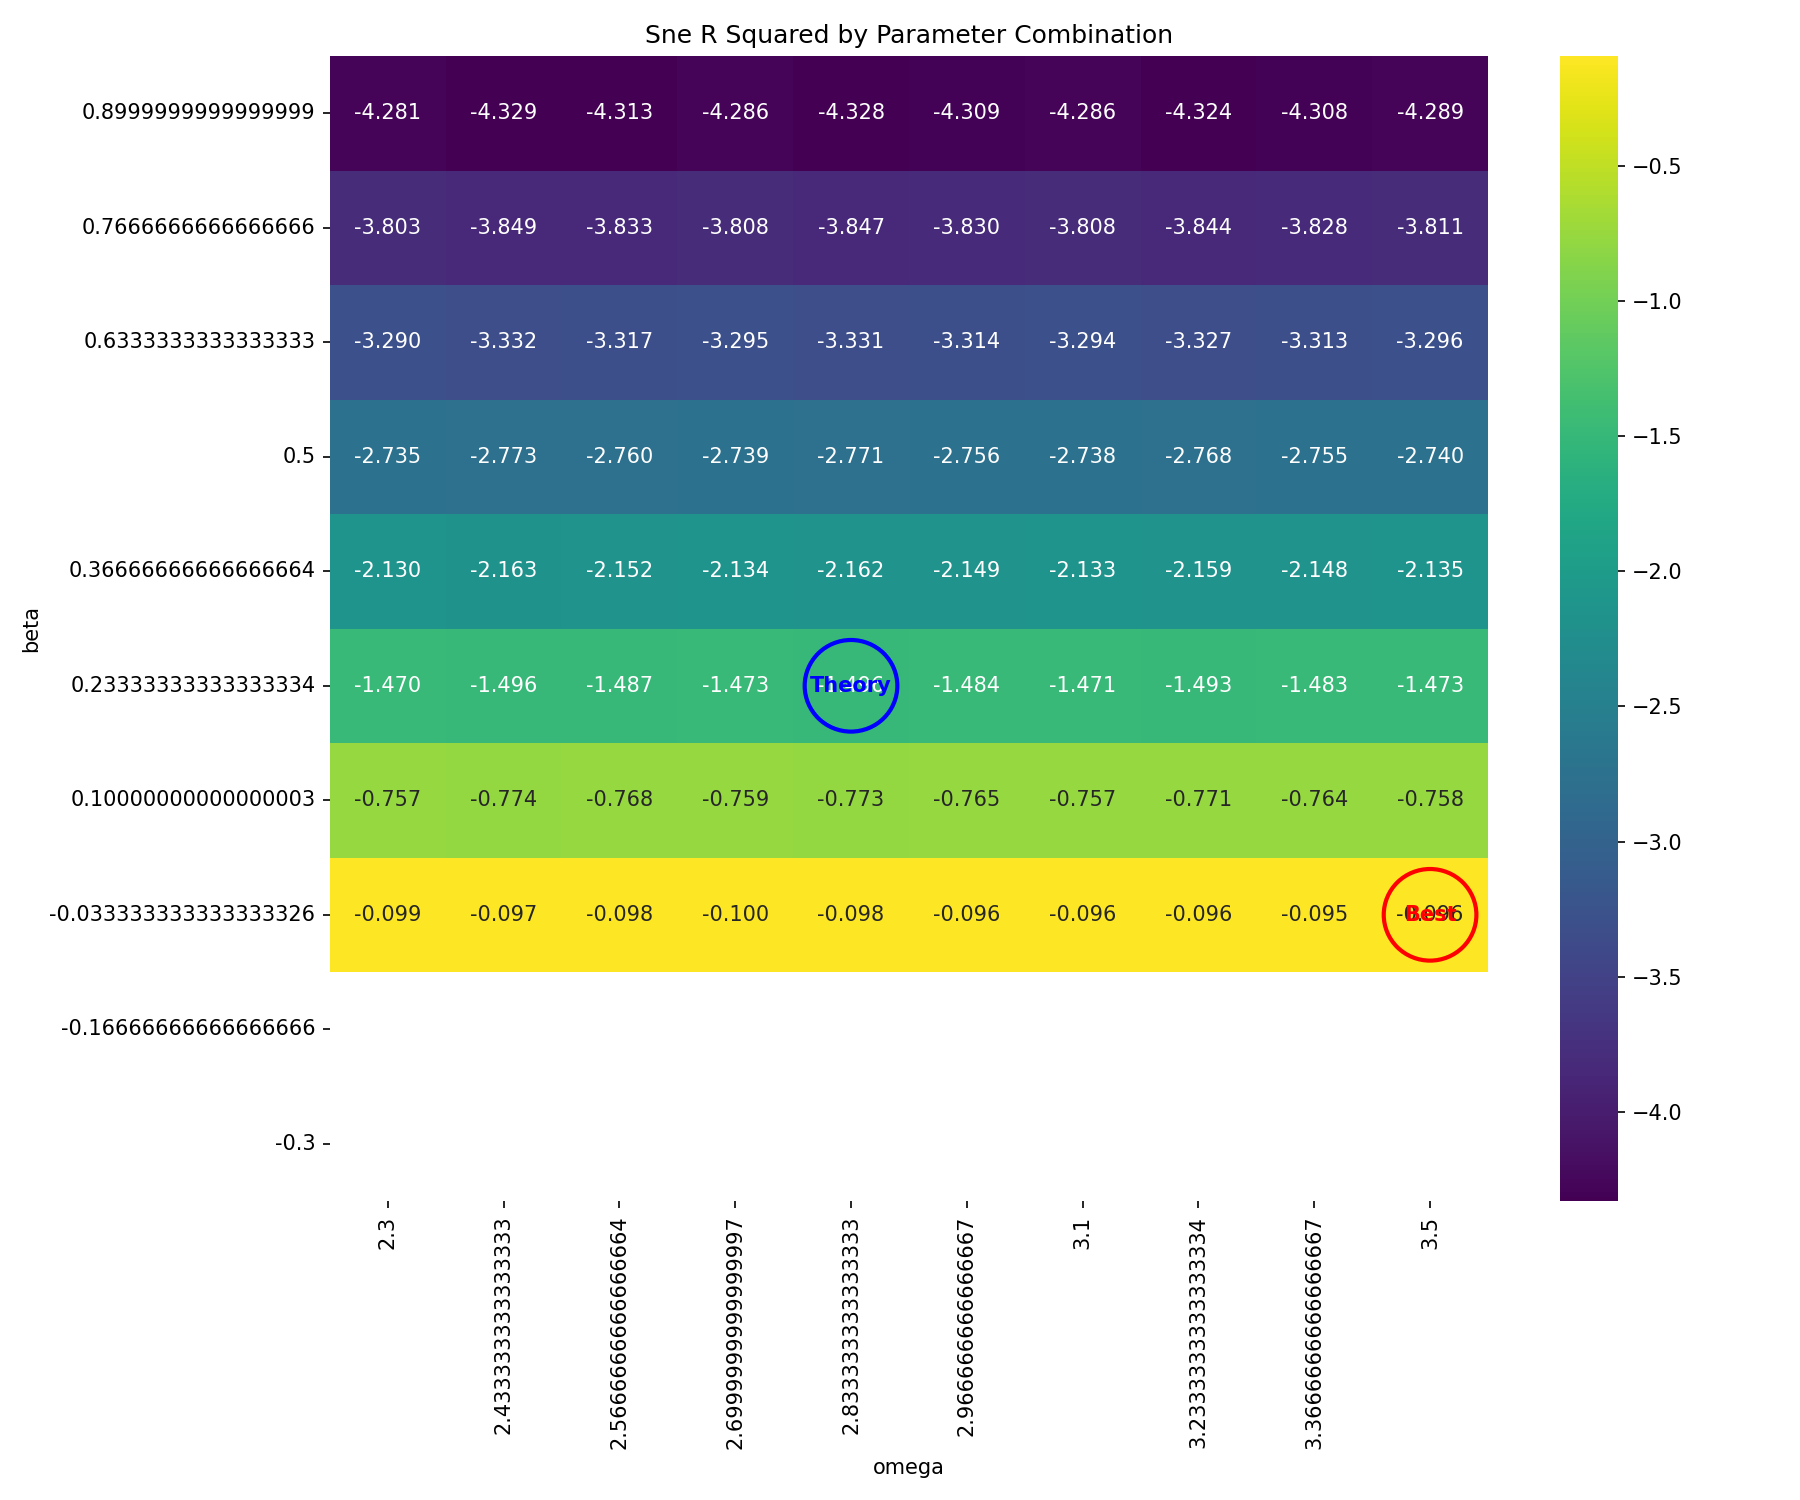 Sne R Squared by Parameter Combination
0.8999999999999999 -4.281 -4.329 -4.313 -4.286 -4.328 -4.309 -4.286 -4.324 -4.308 -4.289
0.7666666666666666 -3.803 -3.849 -3.833 -3.808 -3.847 -3.830 -3.808 -3.844 -3.828 -3.811
0.6333333333333333 -3.290 -3.332 -3.317 -3.295 -3.331 -3.314 -3.294 -3.327 -3.313 -3.296
0.5 -2.735 -2.773 -2.760 -2.739 -2.771 -2.756 -2.738 -2.768 -2.755 -2.740
0.36666666666666664 -2.130 -2.163 -2.152 -2.134 -2.162 -2.149 -2.133 -2.159 -2.148 -2.135
0.23333333333333334 -1.470 -1.496 -1.487 -1.473 Theory -1.484 -1.471 -1.493 -1.483 -1.473
0.10000000000000003 -0.757 -0.774 -0.768 -0.759 -0.773 -0.765 -0.757 -0.771 -0.764 -0.758
-0.033333333333333326 -0.099 -0.097 -0.098 -0.100 -0.098 -0.096 -0.096 -0.096 -0.095 Best
-0.16666666666666666
-0.3
beta
2.3
2.433333333333333
2.5666666666666664
2.6999999999999997
2.833333333333333
2.966666666666667
3.1
3.2333333333333334
3.3666666666666667
3.5
omega
−0.5
−1.0
−1.5
−2.0
−2.5
−3.0
−3.5
−4.0